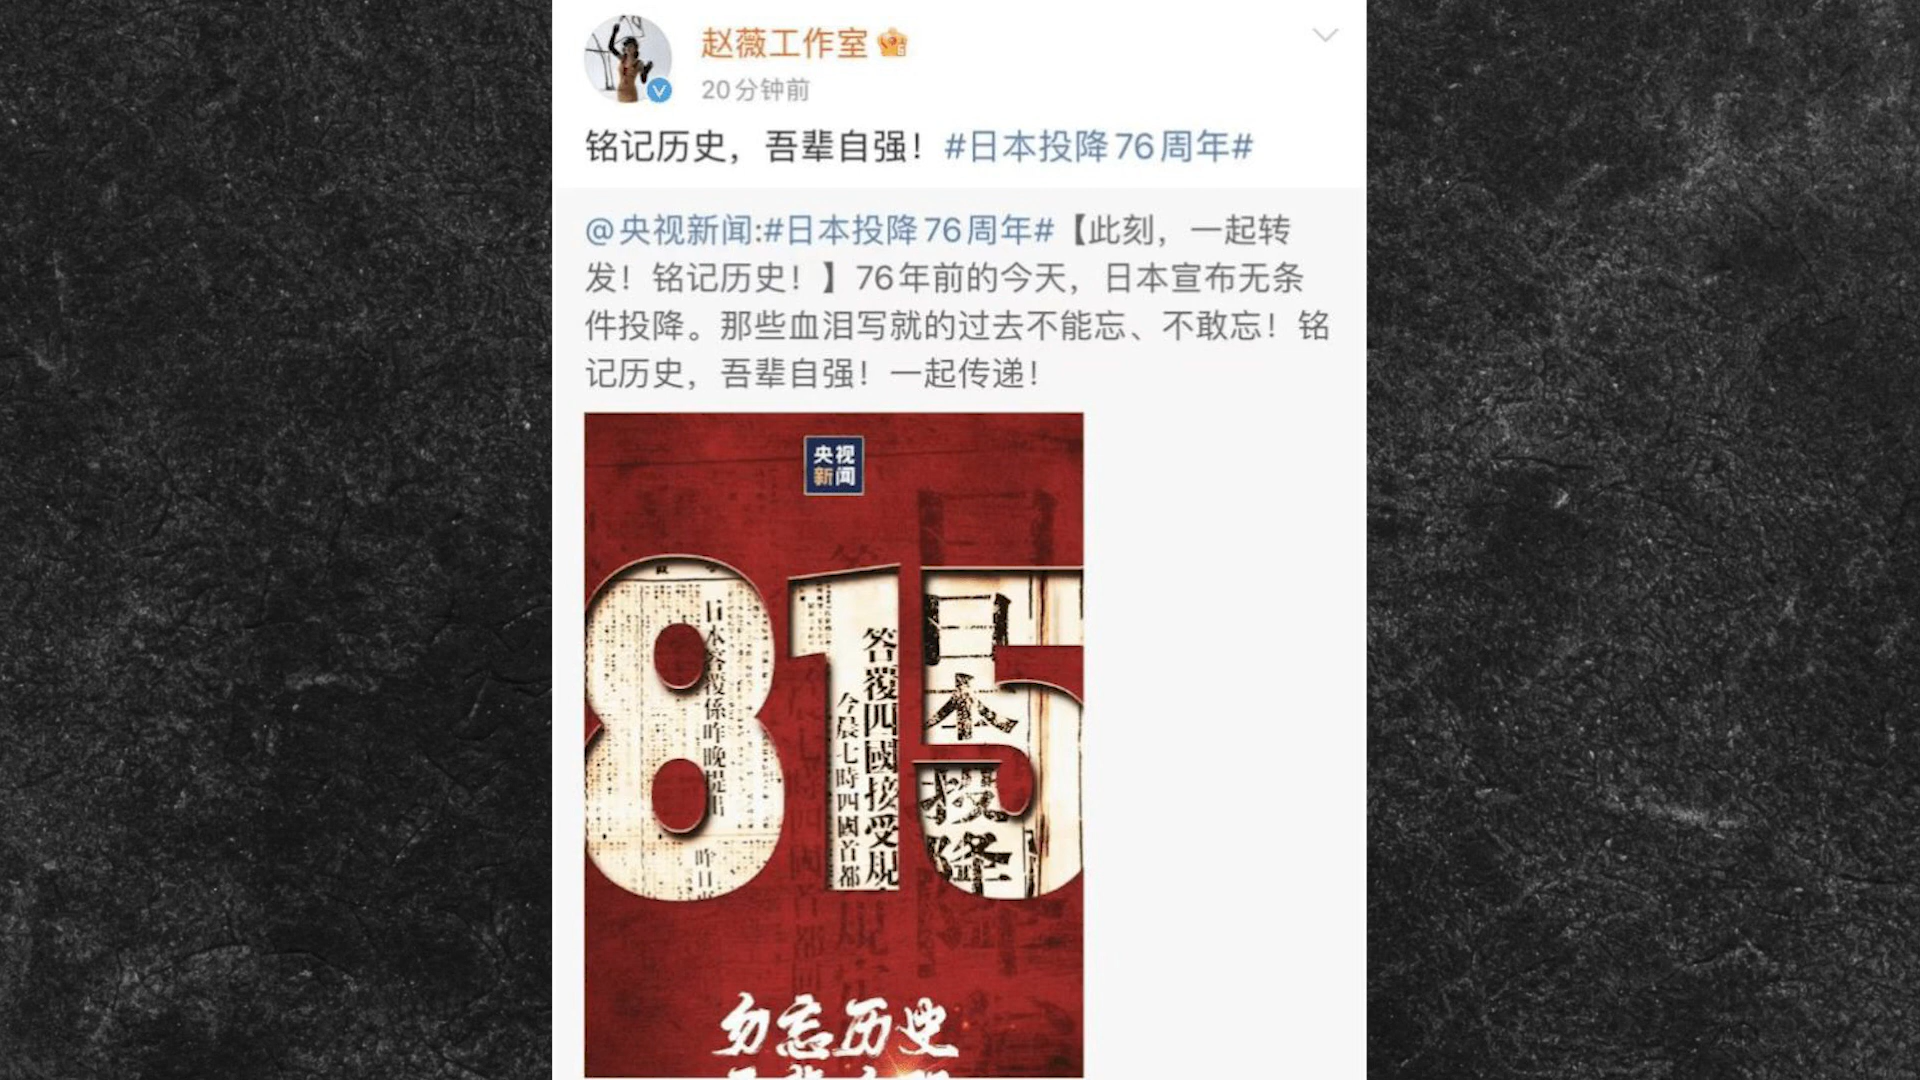 赵薇工作室
20分钟前
铭记历史，吾辈自强！#日本投降76周年#
@央视新闻:#日本投降76周年#【此刻，一起转
发！铭记历史！】76年前的今天，日本宣布无条
件投降。那些血泪写就的过去不能忘、不敢忘！铭
记历史，吾辈自强！一起传递！
央视
新闻
815
日本投降
答覆四國接受規
今晨七時四國首都
日本答覆係昨晚提出
昨日
勿忘历史